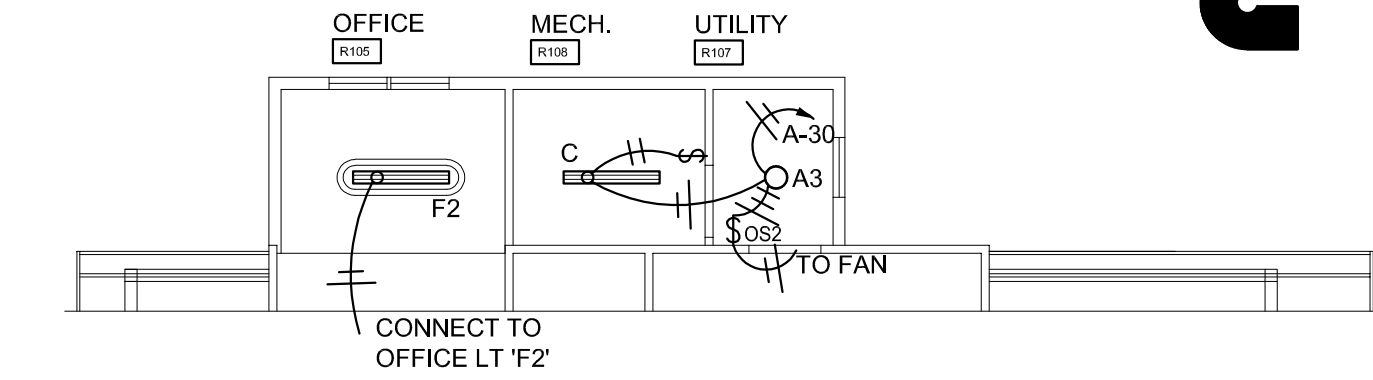 OFFICE
R105
MECH.
R108
UTILITY
R107
A-30
C
$
A3
F2
$OS2
TO FAN
CONNECT TO
OFFICE LT 'F2'